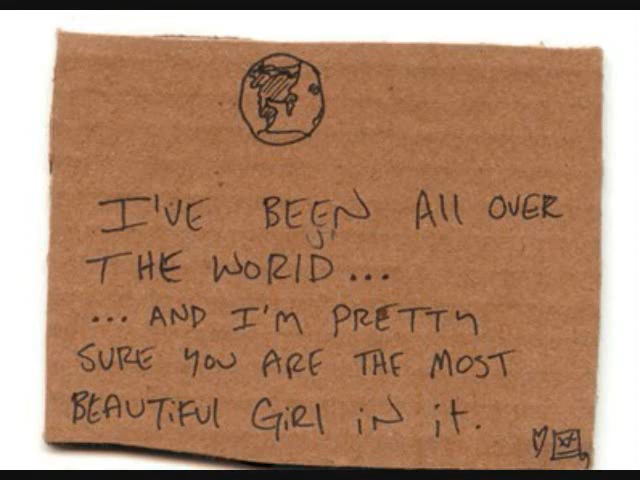 I'VE BEEN All OVER
THE WORlD...
... AND I'M PRETTY
SURE YOU ARE THE MOST
BEAUTiFUl GiRl iN it.